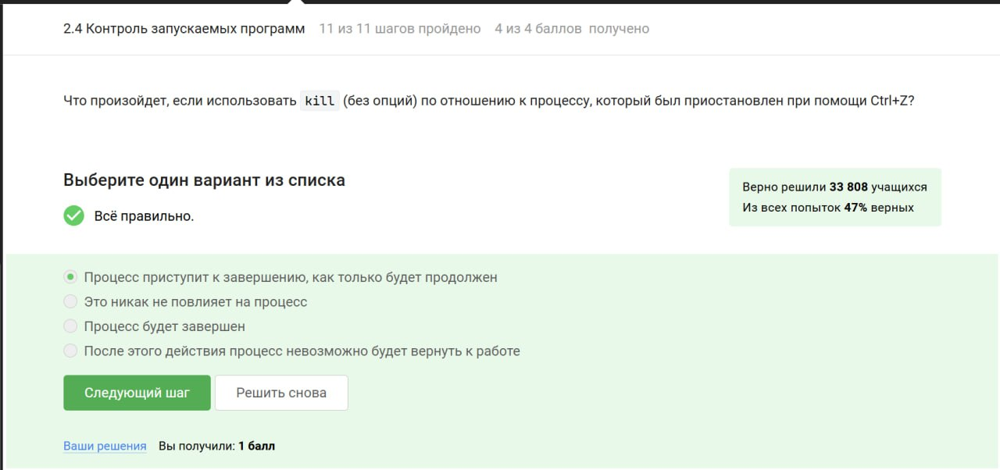 2.4 Контроль запускаемых программ 11 из 11 шагов пройдено 4 из 4 баллов получено
Что произойдет, если использовать kill (без опций) по отношению к процессу, который был приостановлен при помощи Ctrl+Z?
Выберите один вариант из списка
Всё правильно.
Верно решили 33 808 учащихся
Из всех попыток 47% верных
Процесс приступит к завершению, как только будет продолжен
Это никак не повлияет на процесс
Процесс будет завершен
После этого действия процесс невозможно будет вернуть к работе
Следующий шаг Решить снова
Ваши решения Вы получили: 1 балл